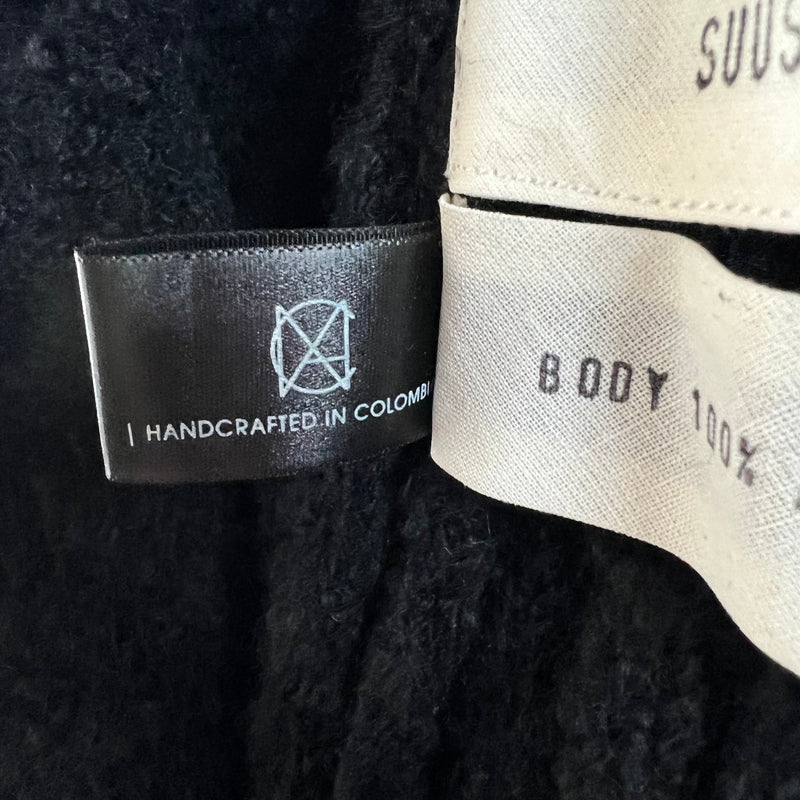 SUUS
HANDCRAFTED IN COLOMBI
BODY 100%